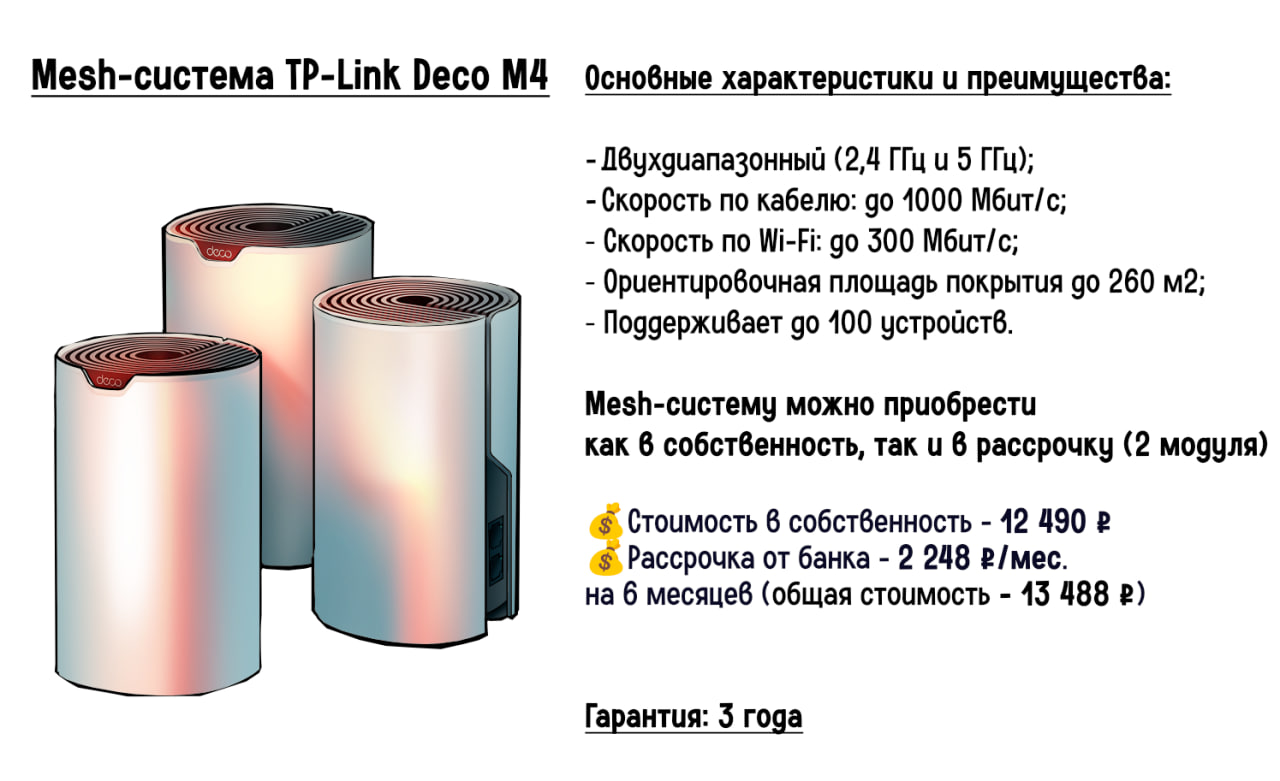 Mesh-система TP-Link Deco M4
deco
deco
Основные характеристики и преимущества:
- Двухдиапазонный (2,4 ГГц и 5 ГГц);
- Скорость по кабелю: до 1000 Мбит/с;
- Скорость по Wi-Fi: до 300 Мбит/с;
- Ориентировочная площадь покрытия до 260 м2;
- Поддерживает до 100 устройств.
Mesh-систему можно приобрести
как в собственность, так и в рассрочку (2 модуля)
💰Стоимость в собственность - 12 490 ₽
💰Рассрочка от банка - 2 248 ₽/мес.
на 6 месяцев (общая стоимость - 13 488 ₽)
Гарантия: 3 года